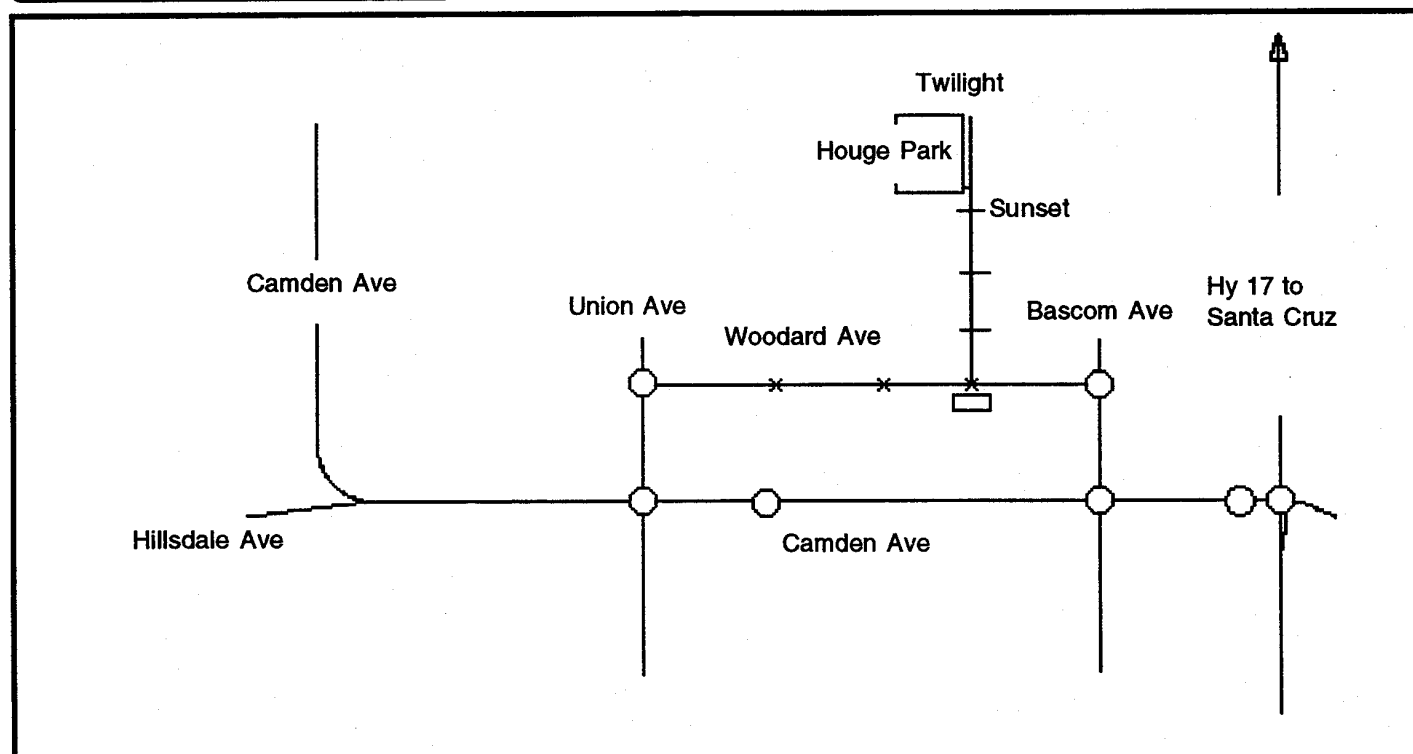 Twilight
Houge Park
Sunset
Camden Ave
Hy 17 to
Santa Cruz
Union Ave
Bascom Ave
Woodard Ave
Hillsdale Ave
Camden Ave